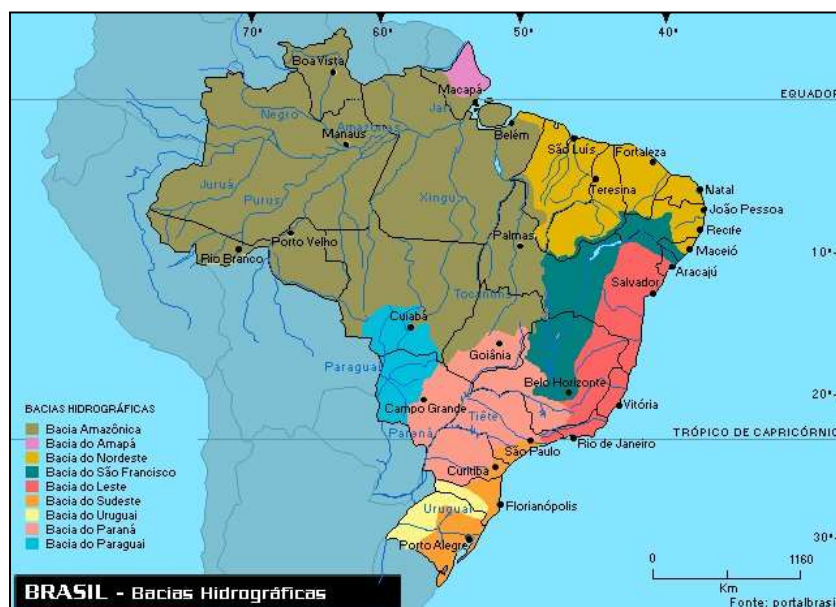 70°
60°
50°
40°
Boa Vista
Macapá
EQUADOR
Jari
Negro
Amazonas
Manaus
Belém
São Luís
Fortaleza
Juruá
Purus
Xingu
Teresina
Natal
João Pessoa
Recife
Palmas
Maceió
Porto Velho
Rio Branco
10°
Aracajú
Salvador
Tocantins
Cuiabá
Paraguai
Goiânia
Belo Horizonte
20°
Campo Grande
Vitória
Tiête
Paraná
TRÓPICO DE CAPRICÓRNIO
Rio de Janeiro
São Paulo
Curitiba
Uruguai
Florianópolis
Porto Alegre
30°
BACIAS HIDROGRÁFICAS
Bacia Amazônica
Bacia do Amapá
Bacia do Nordeste
Bacia do São Francisco
Bacia do Leste
Bacia do Sudeste
Bacia do Uruguai
Bacia do Paraná
Bacia do Paraguai
0 1160
Km
BRASIL - Bacias Hidrográficas
Fonte: portalbrasil